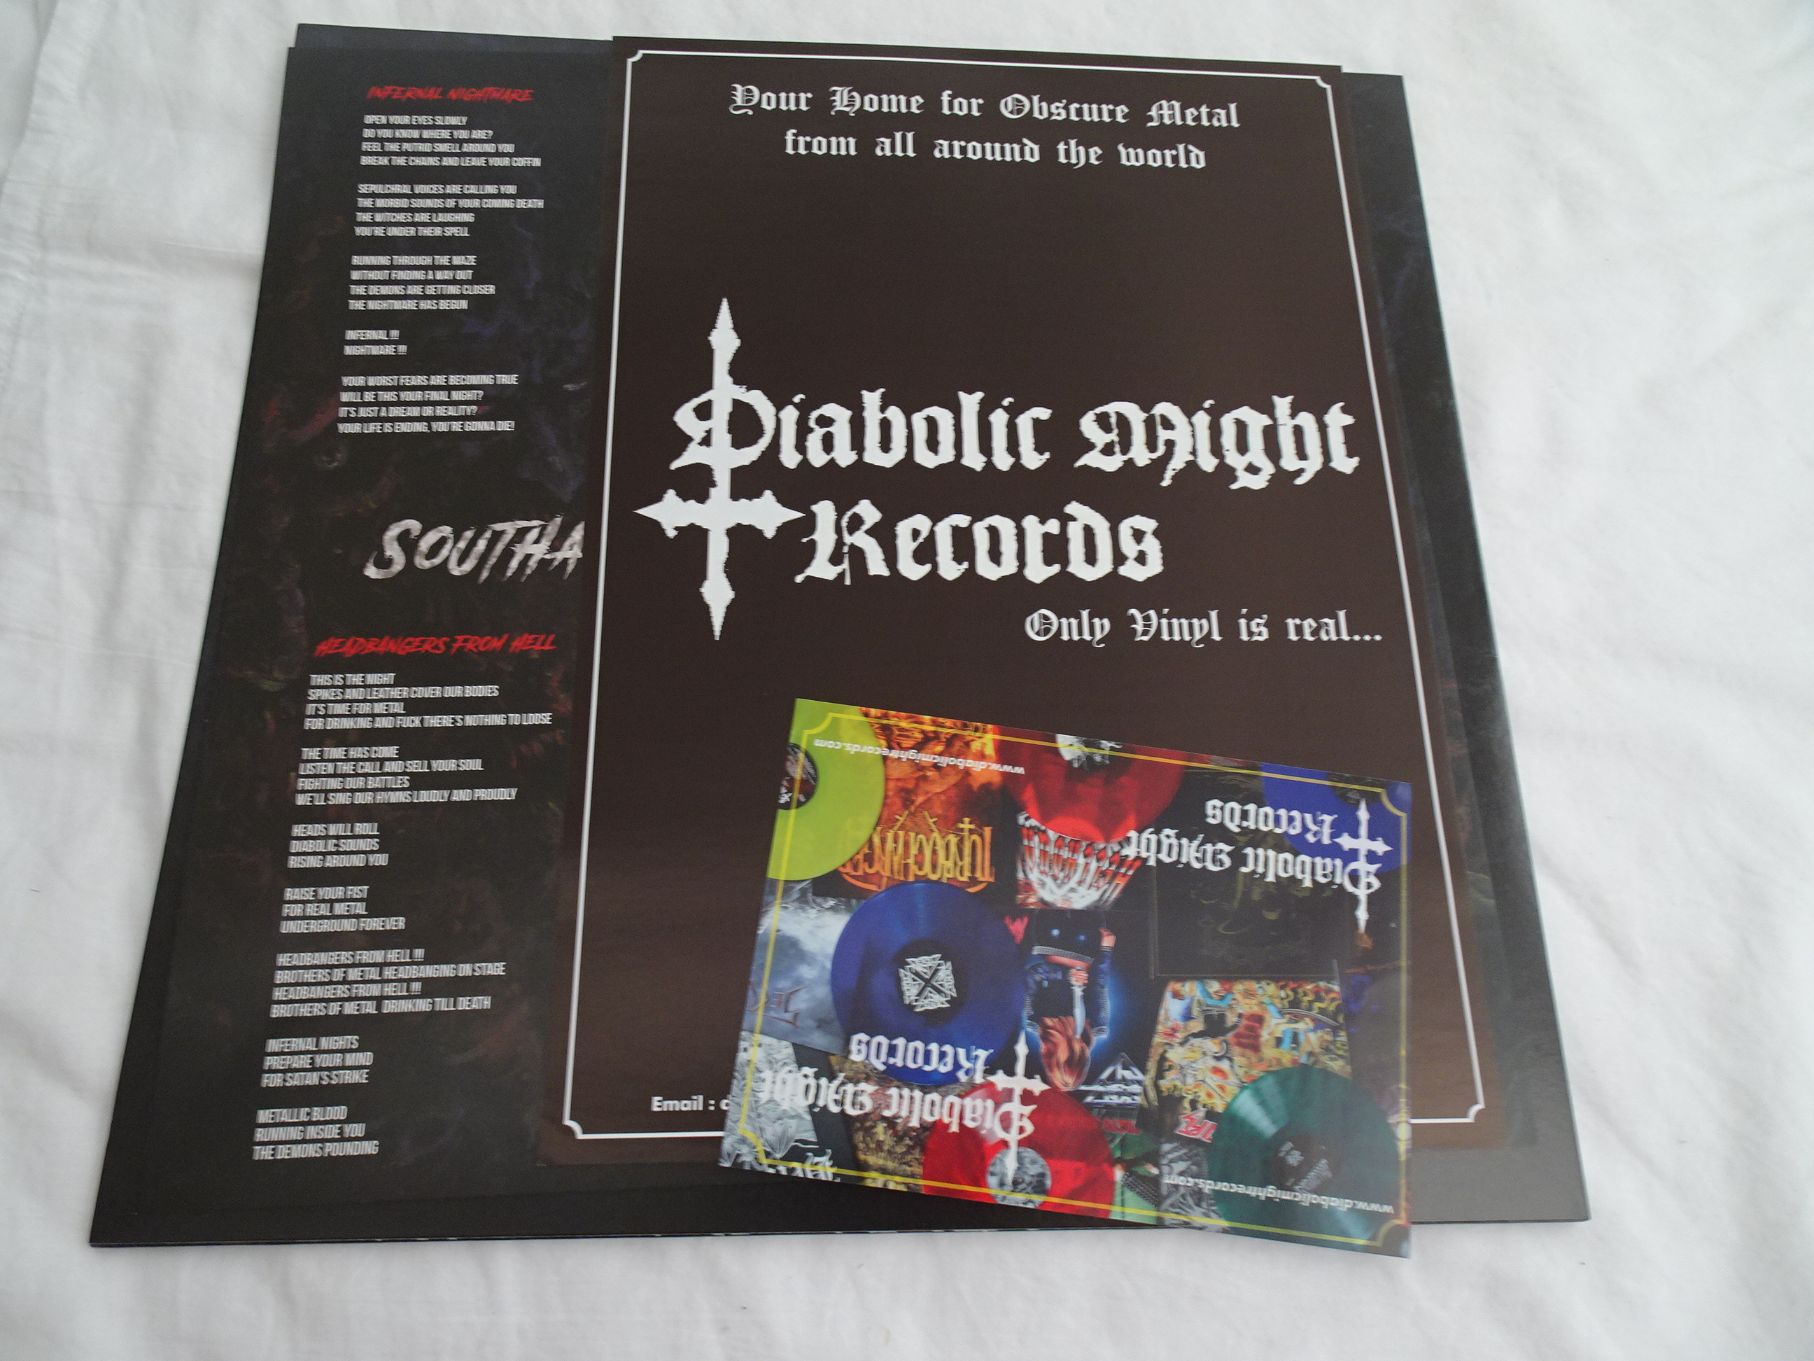 INFERNAL NIGHTMARE
OPEN YOUR EYES SLOWLY
DO YOU KNOW WHERE YOU ARE?
FEEL THE PUTRID SMELL AROUND YOU
BREAK THE CHAINS AND LEAVE YOUR COFFIN
SEPULCHRAL VOICES ARE CALLING YOU
THE MORBID SOUNDS OF YOUR COMING DEATH
THE WITCHES ARE LAUGHING
YOU'RE UNDER THEIR SPELL
RUNNING THROUGH THE MAZE
WITHOUT FINDING A WAY OUT
THE DEMONS ARE GETTING CLOSER
THE NIGHTMARE HAS BEGUN
INFERNAL !!!
NIGHTMARE !!!
YOUR WORST FEARS ARE BECOMING TRUE
WILL BE THIS YOUR FINAL NIGHT?
IT'S JUST A DREAM OR REALITY?
YOUR LIFE IS ENDING, YOU'RE GONNA DIE!
SOUTHA
HEADBANGERS FROM HELL
THIS IS THE NIGHT
SPIKES AND LEATHER COVER OUR BODIES
IT'S TIME FOR METAL
FOR DRINKING AND FUCK THERE'S NOTHING TO LOOSE
THE TIME HAS COME
LISTEN THE CALL AND SELL YOUR SOUL
FIGHTING OUR BATTLES
WE'LL SING OUR HYMNS LOUDLY AND PROUDLY
HEADS WILL ROLL
DIABOLIC SOUNDS
RISING AROUND YOU
RAISE YOUR FIST
FOR REAL METAL
UNDERGROUND FOREVER
HEADBANGERS FROM HELL !!!
BROTHERS OF METAL HEADBANGING ON STAGE
HEADBANGERS FROM HELL !!!
BROTHERS OF METAL DRINKING TILL DEATH
INFERNAL NIGHTS
PREPARE YOUR MIND
FOR SATAN'S STRIKE
METALLIC BLOOD
RUNNING INSIDE YOU
THE DEMONS POUNDING
Your Home for Obscure Metal
from all around the world
Diabolic Might
Records
Only Vinyl is real...
Email :
www.diabolicmightrecords.com
Diabolic Might
Records
Diabolic Might
Records
www.diabolicmightrecords.com